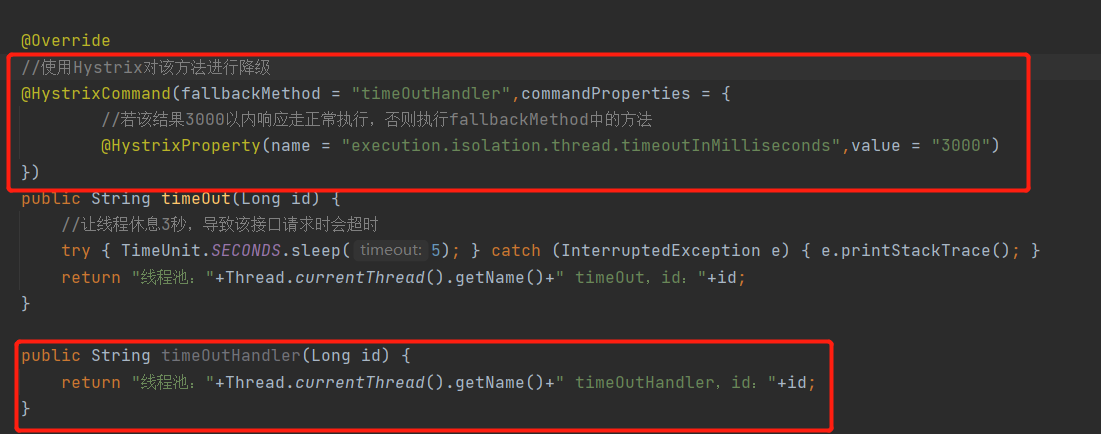 @Override
//使用Hystrix对该方法进行降级
@HystrixCommand(fallbackMethod = "timeOutHandler",commandProperties = {
//若该结果3000以内响应走正常执行，否则执行fallbackMethod中的方法
@HystrixProperty(name = "execution.isolation.thread.timeoutInMilliseconds",value = "3000")
})
public String timeOut(Long id) {
//让线程休息3秒，导致该接口请求时会超时
try { TimeUnit.SECONDS.sleep( timeout: 5); } catch (InterruptedException e) { e.printStackTrace(); }
return "线程池："+Thread.currentThread().getName()+" timeOut，id："+id;
}
public String timeOutHandler(Long id) {
return "线程池："+Thread.currentThread().getName()+" timeOutHandler，id："+id;
}